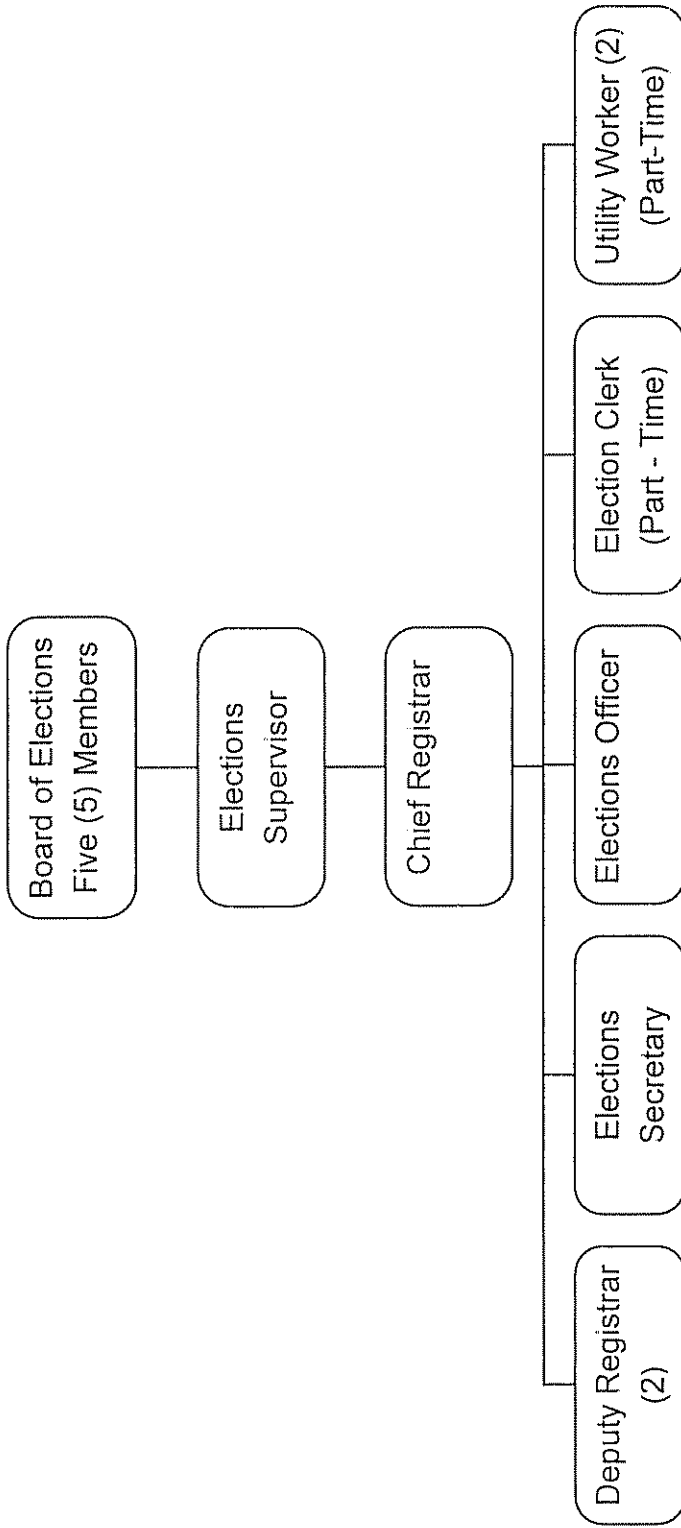 Board of Elections
Five (5) Members
Elections
Supervisor
Chief Registrar
Deputy Registrar
(2)
Elections
Secretary
Elections Officer
Election Clerk
(Part - Time)
Utility Worker (2)
(Part-Time)